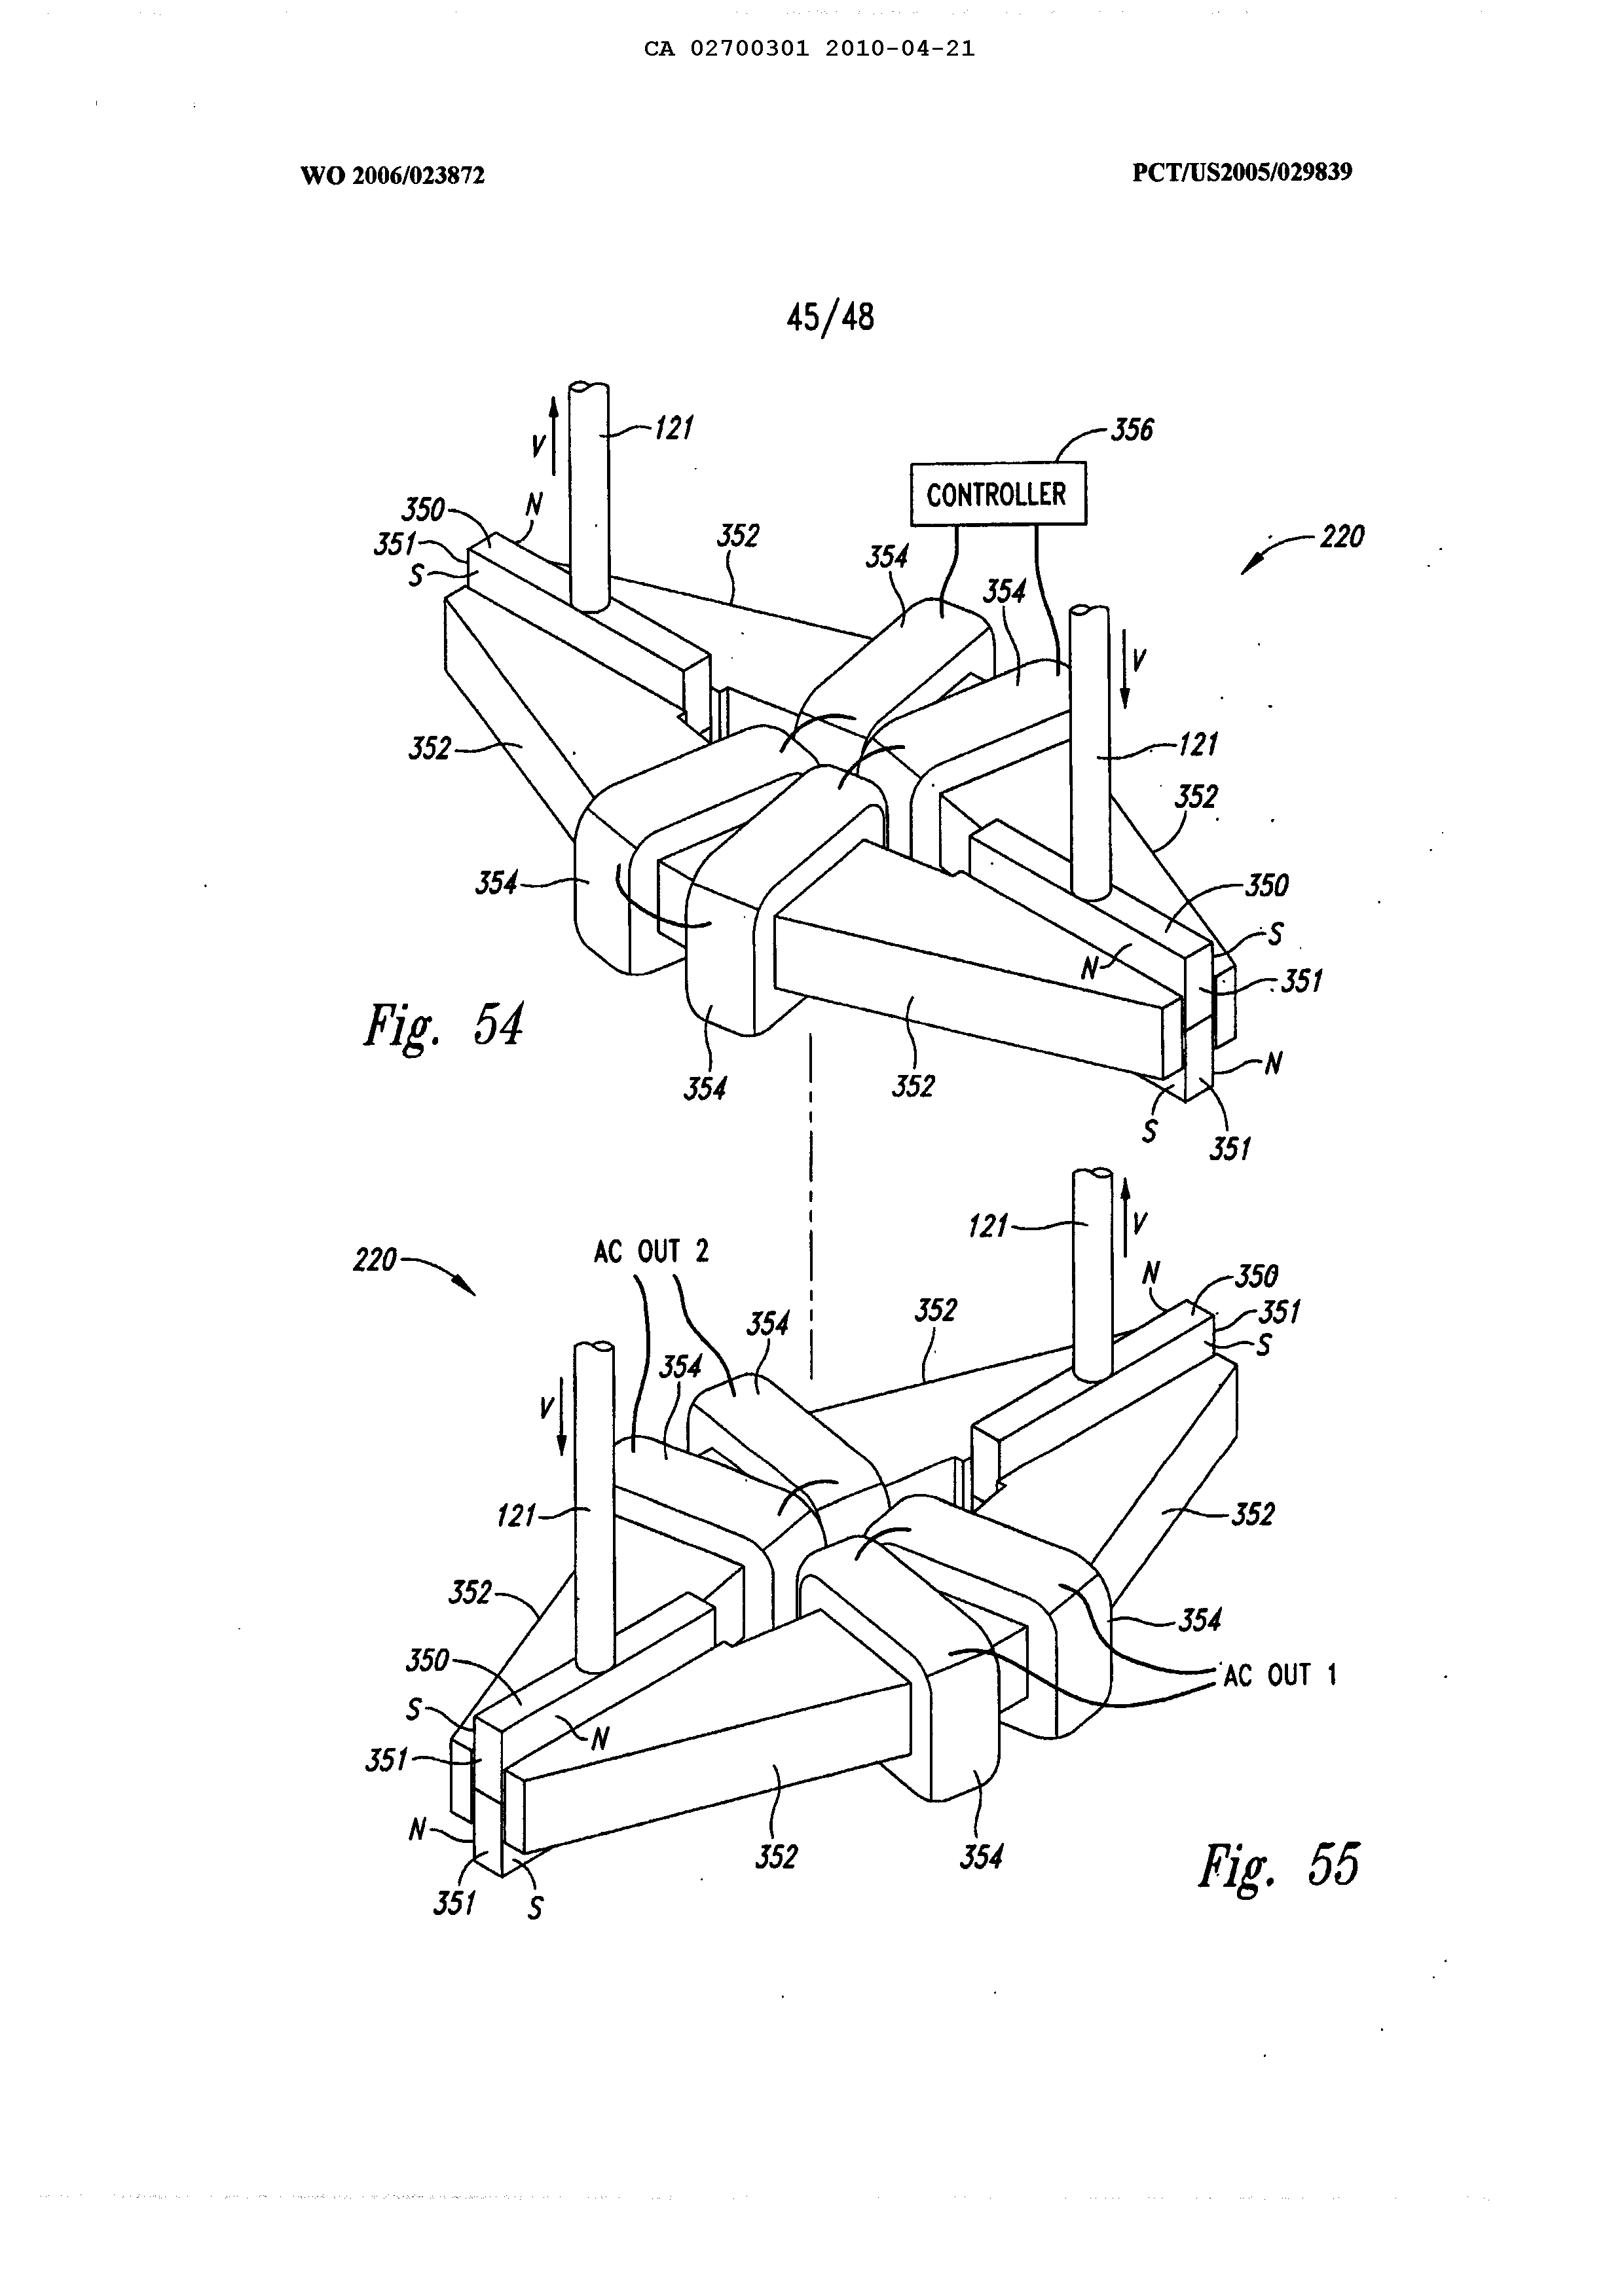 CA 02700301 2010-04-21
WO 2006/023872
PCT/US2005/029839
45/48
V
121
356
CONTROLLER
350
N
351
S
352
354
354
220
V
352
121
352
354
350
S
N
351
Fig. 54
354
352
N
S
351
121
V
220
AC OUT 2
N
350
351
S
352
354
354
V
121
352
352
354
350
AC OUT 1
S
N
351
N
352
354
351
S
Fig. 55